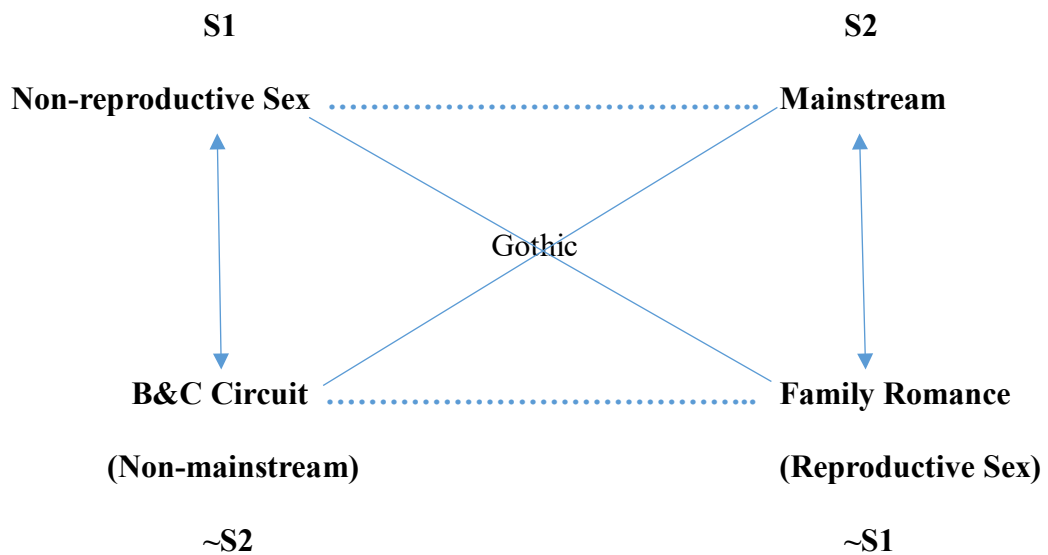 S1 S2
Non-reproductive Sex Mainstream
Gothic
B&C Circuit Family Romance
(Non-mainstream) (Reproductive Sex)
~S2 ~S1